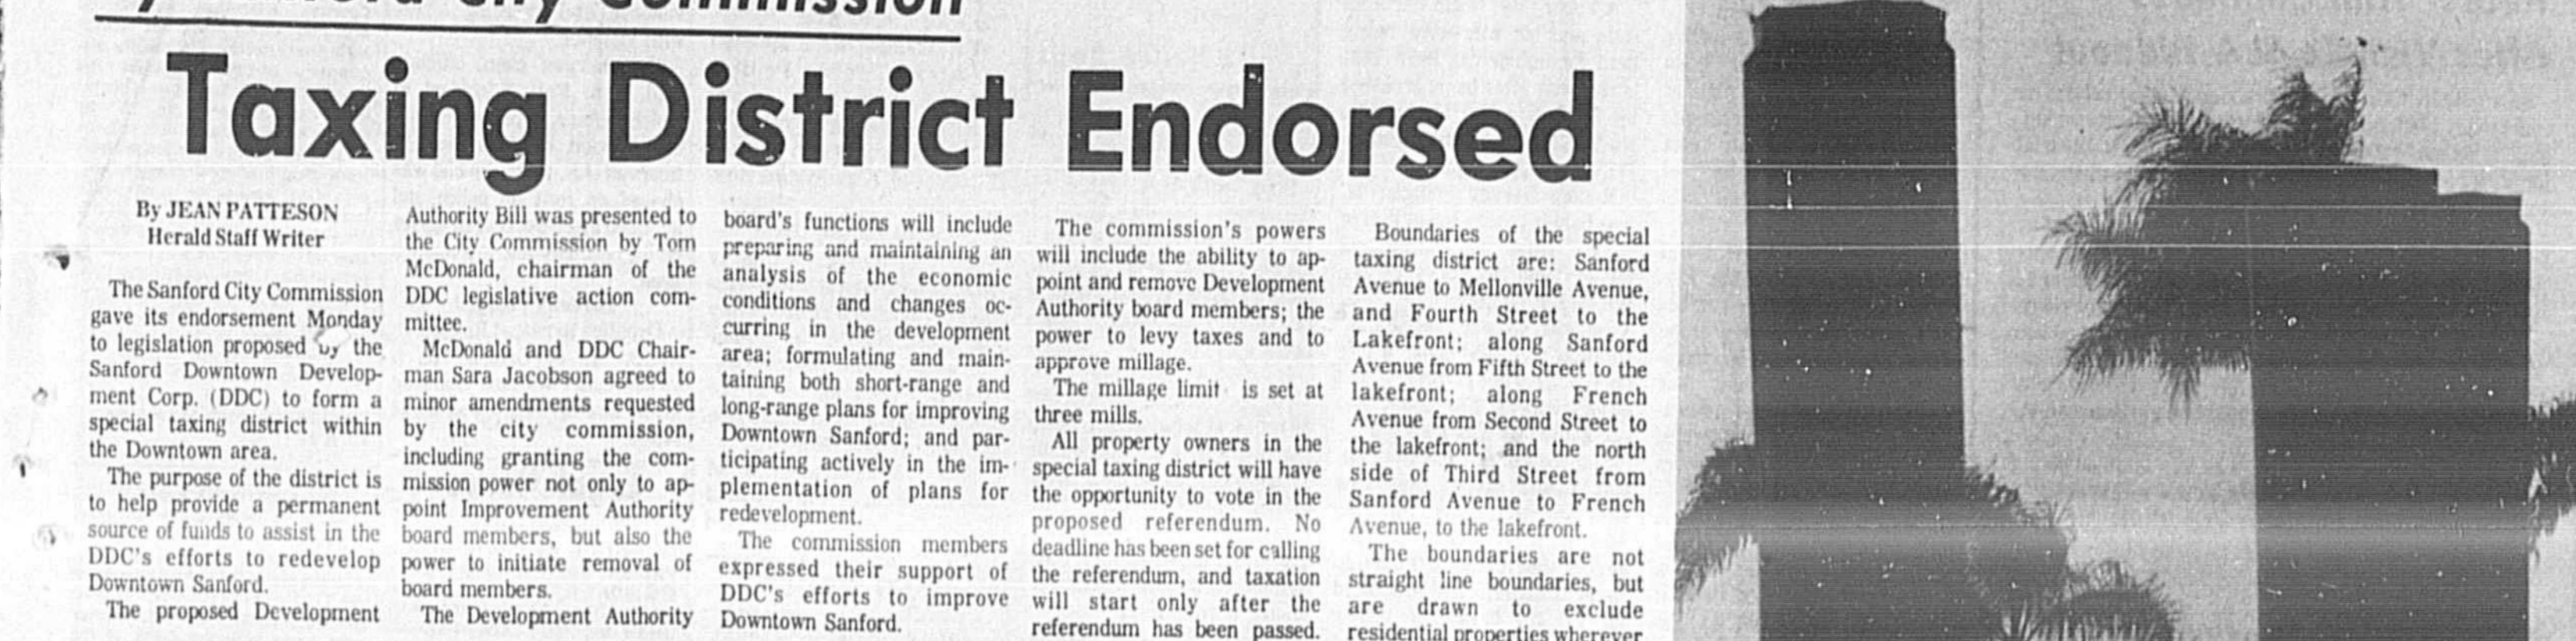 City Commission
Taxing District Endorsed
By JEAN PATTESON
Herald Staff Writer
The Sanford City Commission
gave its endorsement Monday
to legislation proposed by the
Sanford Downtown Develop-
ment Corp. (DDC) to form a
special taxing district within
the Downtown area.
The purpose of the district is
to help provide a permanent
source of funds to assist in the
DDC's efforts to redevelop
Downtown Sanford.
The proposed Development
Authority Bill was presented to
the City Commission by Tom
McDonald, chairman of the
DDC legislative action com-
mittee.
McDonald and DDC Chair-
man Sara Jacobson agreed to
minor amendments requested
by the city commission,
including granting the com-
mission power not only to ap-
point Improvement Authority
board members, but also the
power to initiate removal of
board members.
The Development Authority
board's functions will include
preparing and maintaining an
analysis of the economic
conditions and changes oc-
curring in the development
area; formulating and main-
taining both short-range and
long-range plans for improving
Downtown Sanford; and par-
ticipating actively in the im-
plementation of plans for
redevelopment.
The commission members
expressed their support of
DDC's efforts to improve
Downtown Sanford.
The commission's powers
will include the ability to ap-
point and remove Development
Authority board members; the
power to levy taxes and to
approve millage.
The millage limit is set at
three mills.
All property owners in the
special taxing district will have
the opportunity to vote in the
proposed referendum. No
deadline has been set for calling
the referendum, and taxation
will start only after the
referendum has been passed.
Boundaries of the special
taxing district are: Sanford
Avenue to Mellonville Avenue,
and Fourth Street to the
Lakefront; along Sanford
Avenue from Fifth Street to the
lakefront; along French
Avenue from Second Street to
the lakefront; and the north
side of Third Street from
Sanford Avenue to French
Avenue, to the lakefront.
The boundaries are not
straight line boundaries, but
are drawn to exclude
residential properties wherever